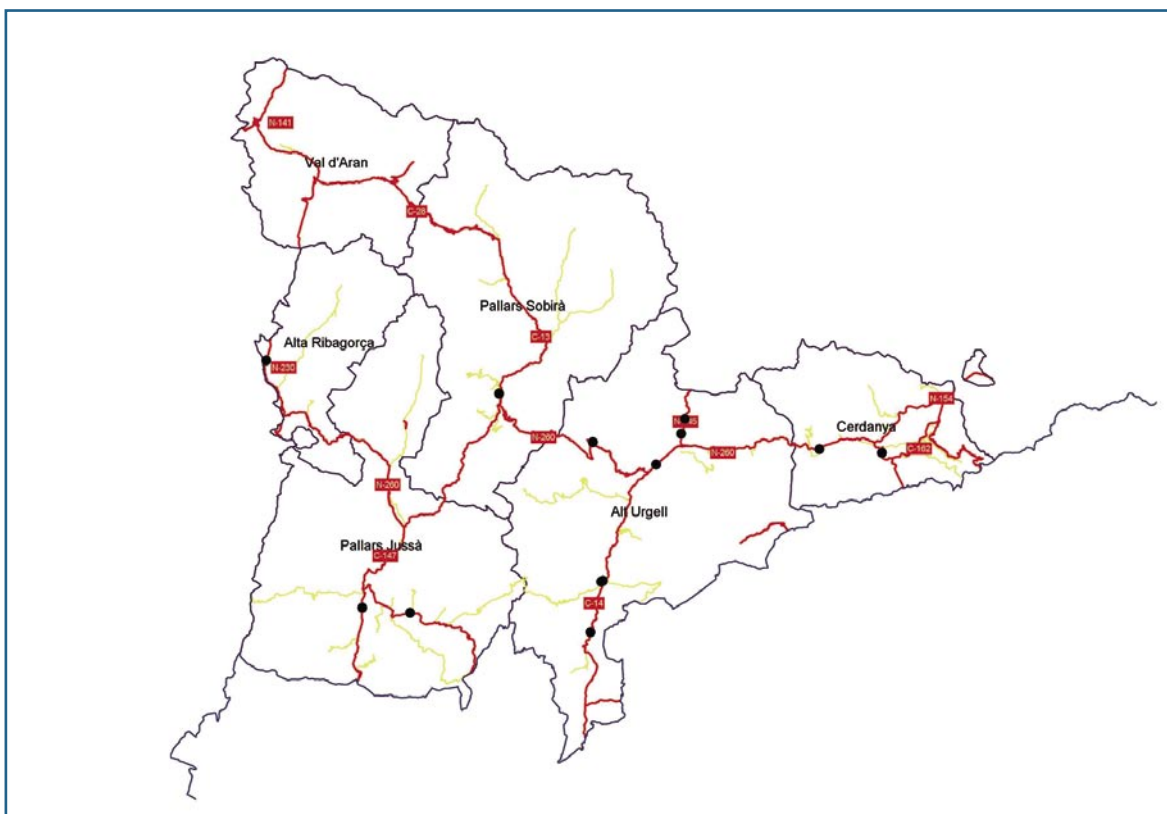 N-141
Val d'Aran
C-28
Pallars Sobirà
C-13
Alta Ribagorça
N-230
N-154
Cerdanya
N-260
C-162
N-260
N-260
Alt Urgell
Pallars Jussà
C-147
C-14